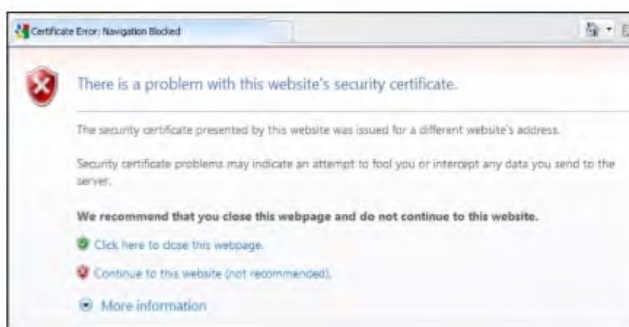 Certificate Error: Navigation Blocked
There is a problem with this website's security certificate.
The security certificate presented by this website was issued for a different website's address.
Security certificate problems may indicate an attempt to fool you or intercept any data you send to the
server.
We recommend that you close this webpage and do not continue to this website.
Click here to close this webpage.
Continue to this website (not recommended).
More information